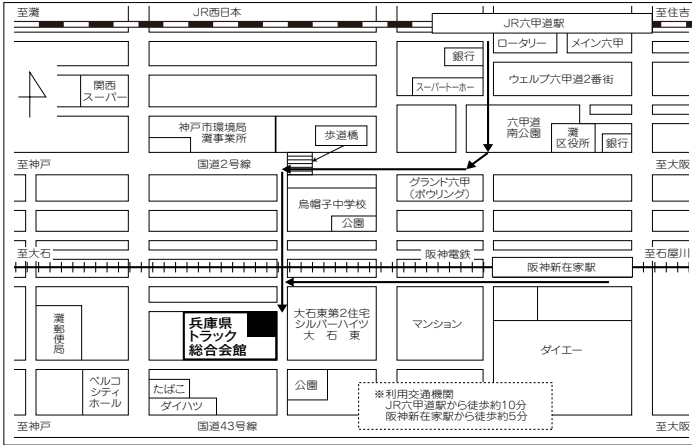 至灘
JR西日本
JR六甲道駅
至住吉
ロータリー
メイン六甲
銀行
関西
スーパー
スーパートーホー
ウェルブ六甲道2番街
神戸市環境局
灘事業所
歩道橋
六甲道
南公園
灘
区役所
銀行
至神戸
国道2号線
至大阪
グランド六甲
(ボウリング)
烏帽子中学校
公園
至大石
阪神電鉄
阪神新在家駅
至石屋川
灘郵便局
兵庫県
トラック
総合会館
大石東第2住宅
シルバーハイツ
大石東
マンション
ダイエー
ベルコ
シティ
ホール
たばこ
ダイハツ
公園
※利用交通機関
JR六甲道駅から徒歩約10分
阪神新在家駅から徒歩約5分
至神戸
国道43号線
至大阪